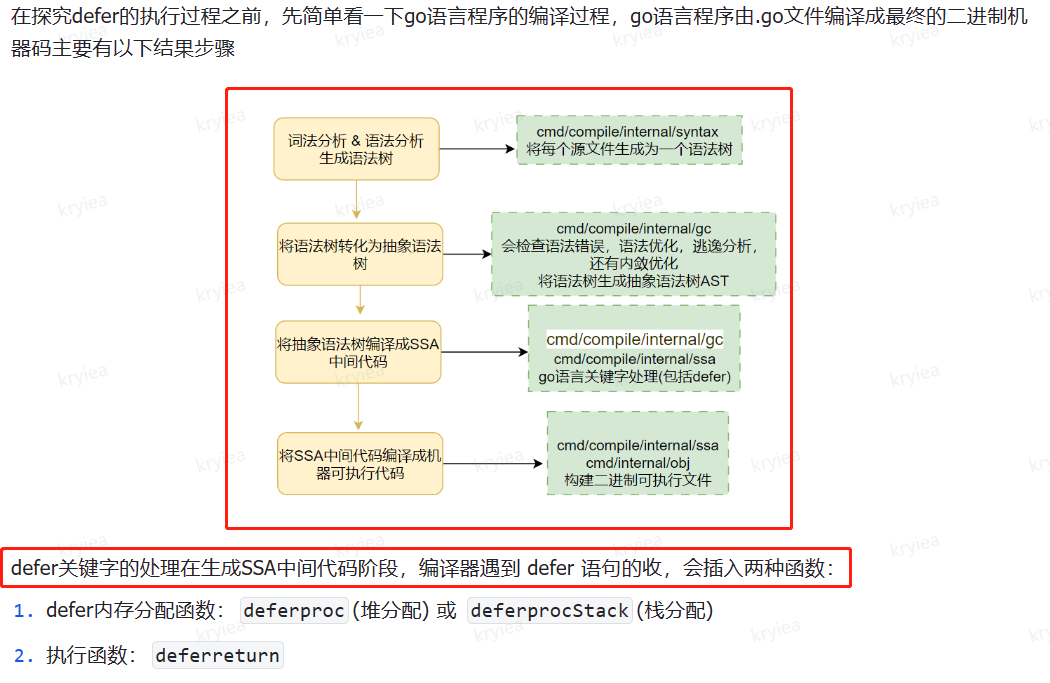 在探究defer的执行过程之前，先简单看一下go语言程序的编译过程，go语言程序由.go文件编译成最终的二进制机
器码主要有以下结果步骤
词法分析 & 语法分析
生成语法树
cmd/compile/internal/syntax
将每个源文件生成为一个语法树
将语法树转化为抽象语法
树
cmd/compile/internal/gc
会检查语法错误，语法优化，逃逸分析，
还有内敛优化
将语法树生成抽象语法树AST
将抽象语法树编译成SSA
中间代码
cmd/compile/internal/gc
cmd/compile/internal/ssa
go语言关键字处理(包括defer)
将SSA中间代码编译成机
器可执行代码
cmd/compile/internal/ssa
cmd/internal/obj
构建二进制可执行文件
defer关键字的处理在生成SSA中间代码阶段，编译器遇到 defer 语句的收，会插入两种函数：
1. defer内存分配函数： deferproc (堆分配) 或 deferprocStack (栈分配)
2. 执行函数： deferreturn
kryiea